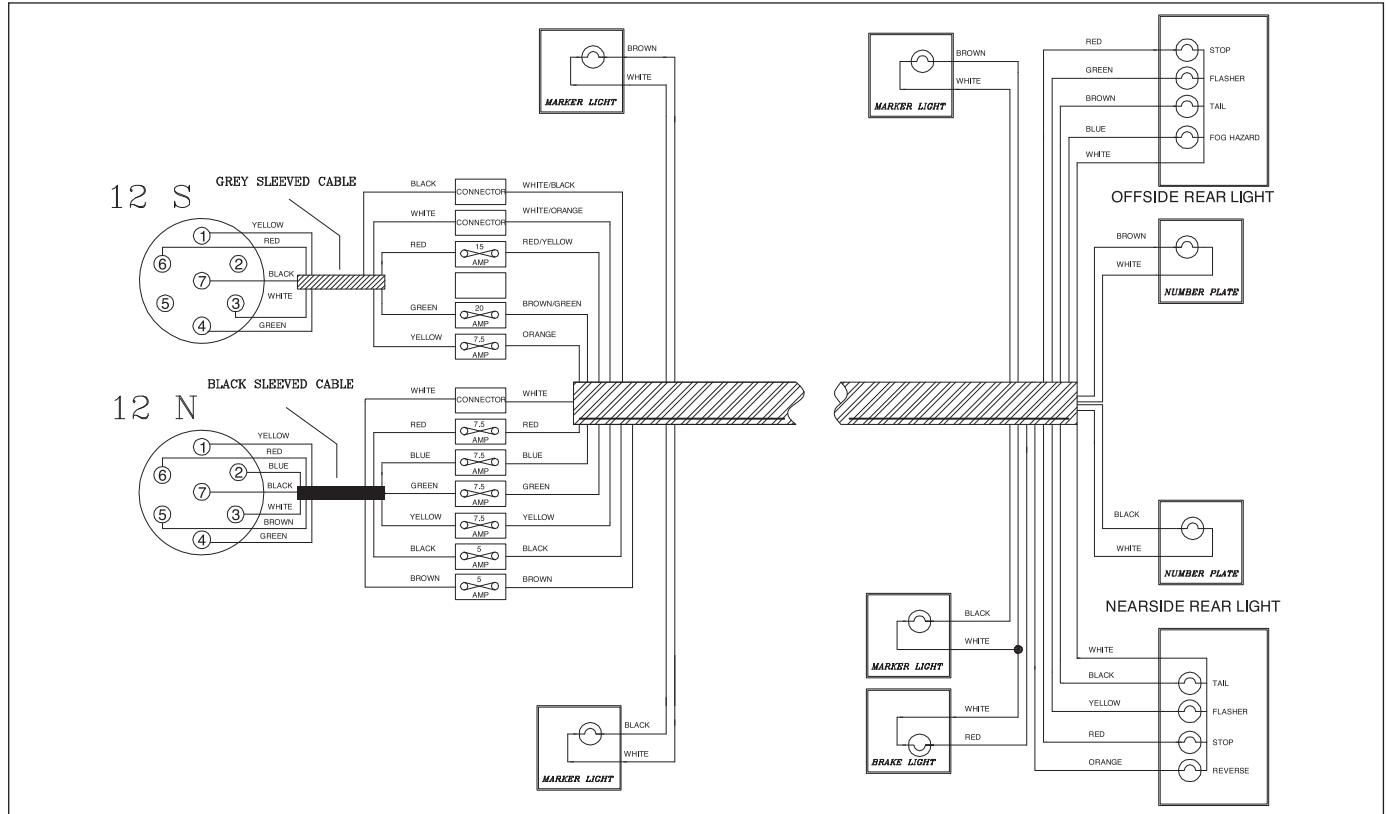 BROWN
WHITE
MARKER LIGHT
BROWN
WHITE
MARKER LIGHT
RED
STOP
GREEN
FLASHER
BROWN
TAIL
BLUE
FOG HAZARD
WHITE
OFFSIDE REAR LIGHT
BROWN
WHITE
NUMBER PLATE
12 S
GREY SLEEVED CABLE
1
2
3
4
5
6
7
YELLOW
RED
BLACK
WHITE
GREEN
BLACK
CONNECTOR
WHITE/BLACK
WHITE
CONNECTOR
WHITE/ORANGE
RED
15
AMP
RED/YELLOW
GREEN
20
AMP
BROWN/GREEN
YELLOW
7.5
AMP
ORANGE
12 N
BLACK SLEEVED CABLE
1
2
3
4
5
6
7
YELLOW
RED
BLUE
BLACK
WHITE
BROWN
GREEN
WHITE
CONNECTOR
WHITE
RED
7.5
AMP
RED
BLUE
7.5
AMP
BLUE
GREEN
7.5
AMP
GREEN
YELLOW
7.5
AMP
YELLOW
BLACK
5
AMP
BLACK
BROWN
5
AMP
BROWN
BLACK
WHITE
MARKER LIGHT
BLACK
WHITE
MARKER LIGHT
WHITE
RED
BRAKE LIGHT
BLACK
WHITE
NUMBER PLATE
NEARSIDE REAR LIGHT
WHITE
BLACK
TAIL
YELLOW
FLASHER
RED
STOP
ORANGE
REVERSE